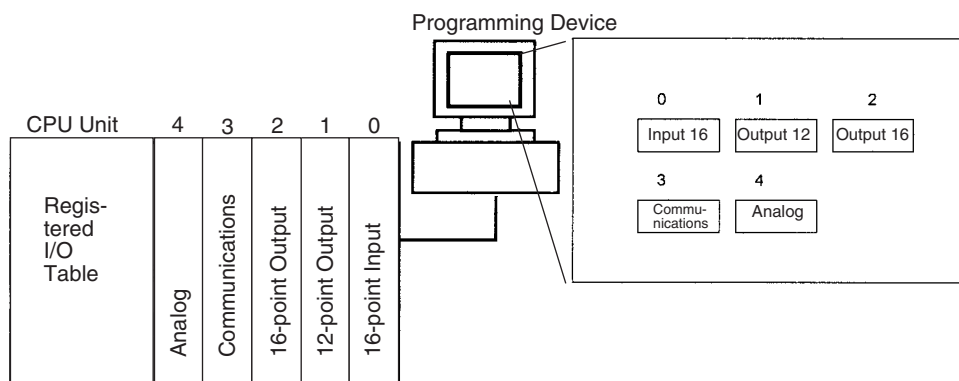 Programming Device
CPU Unit
4 3 2 1 0
Regis-
tered
I/O
Table
Analog
Communications
16-point Output
12-point Output
16-point Input
0 1 2
Input 16 Output 12 Output 16
3 4
Commu-
nications
Analog